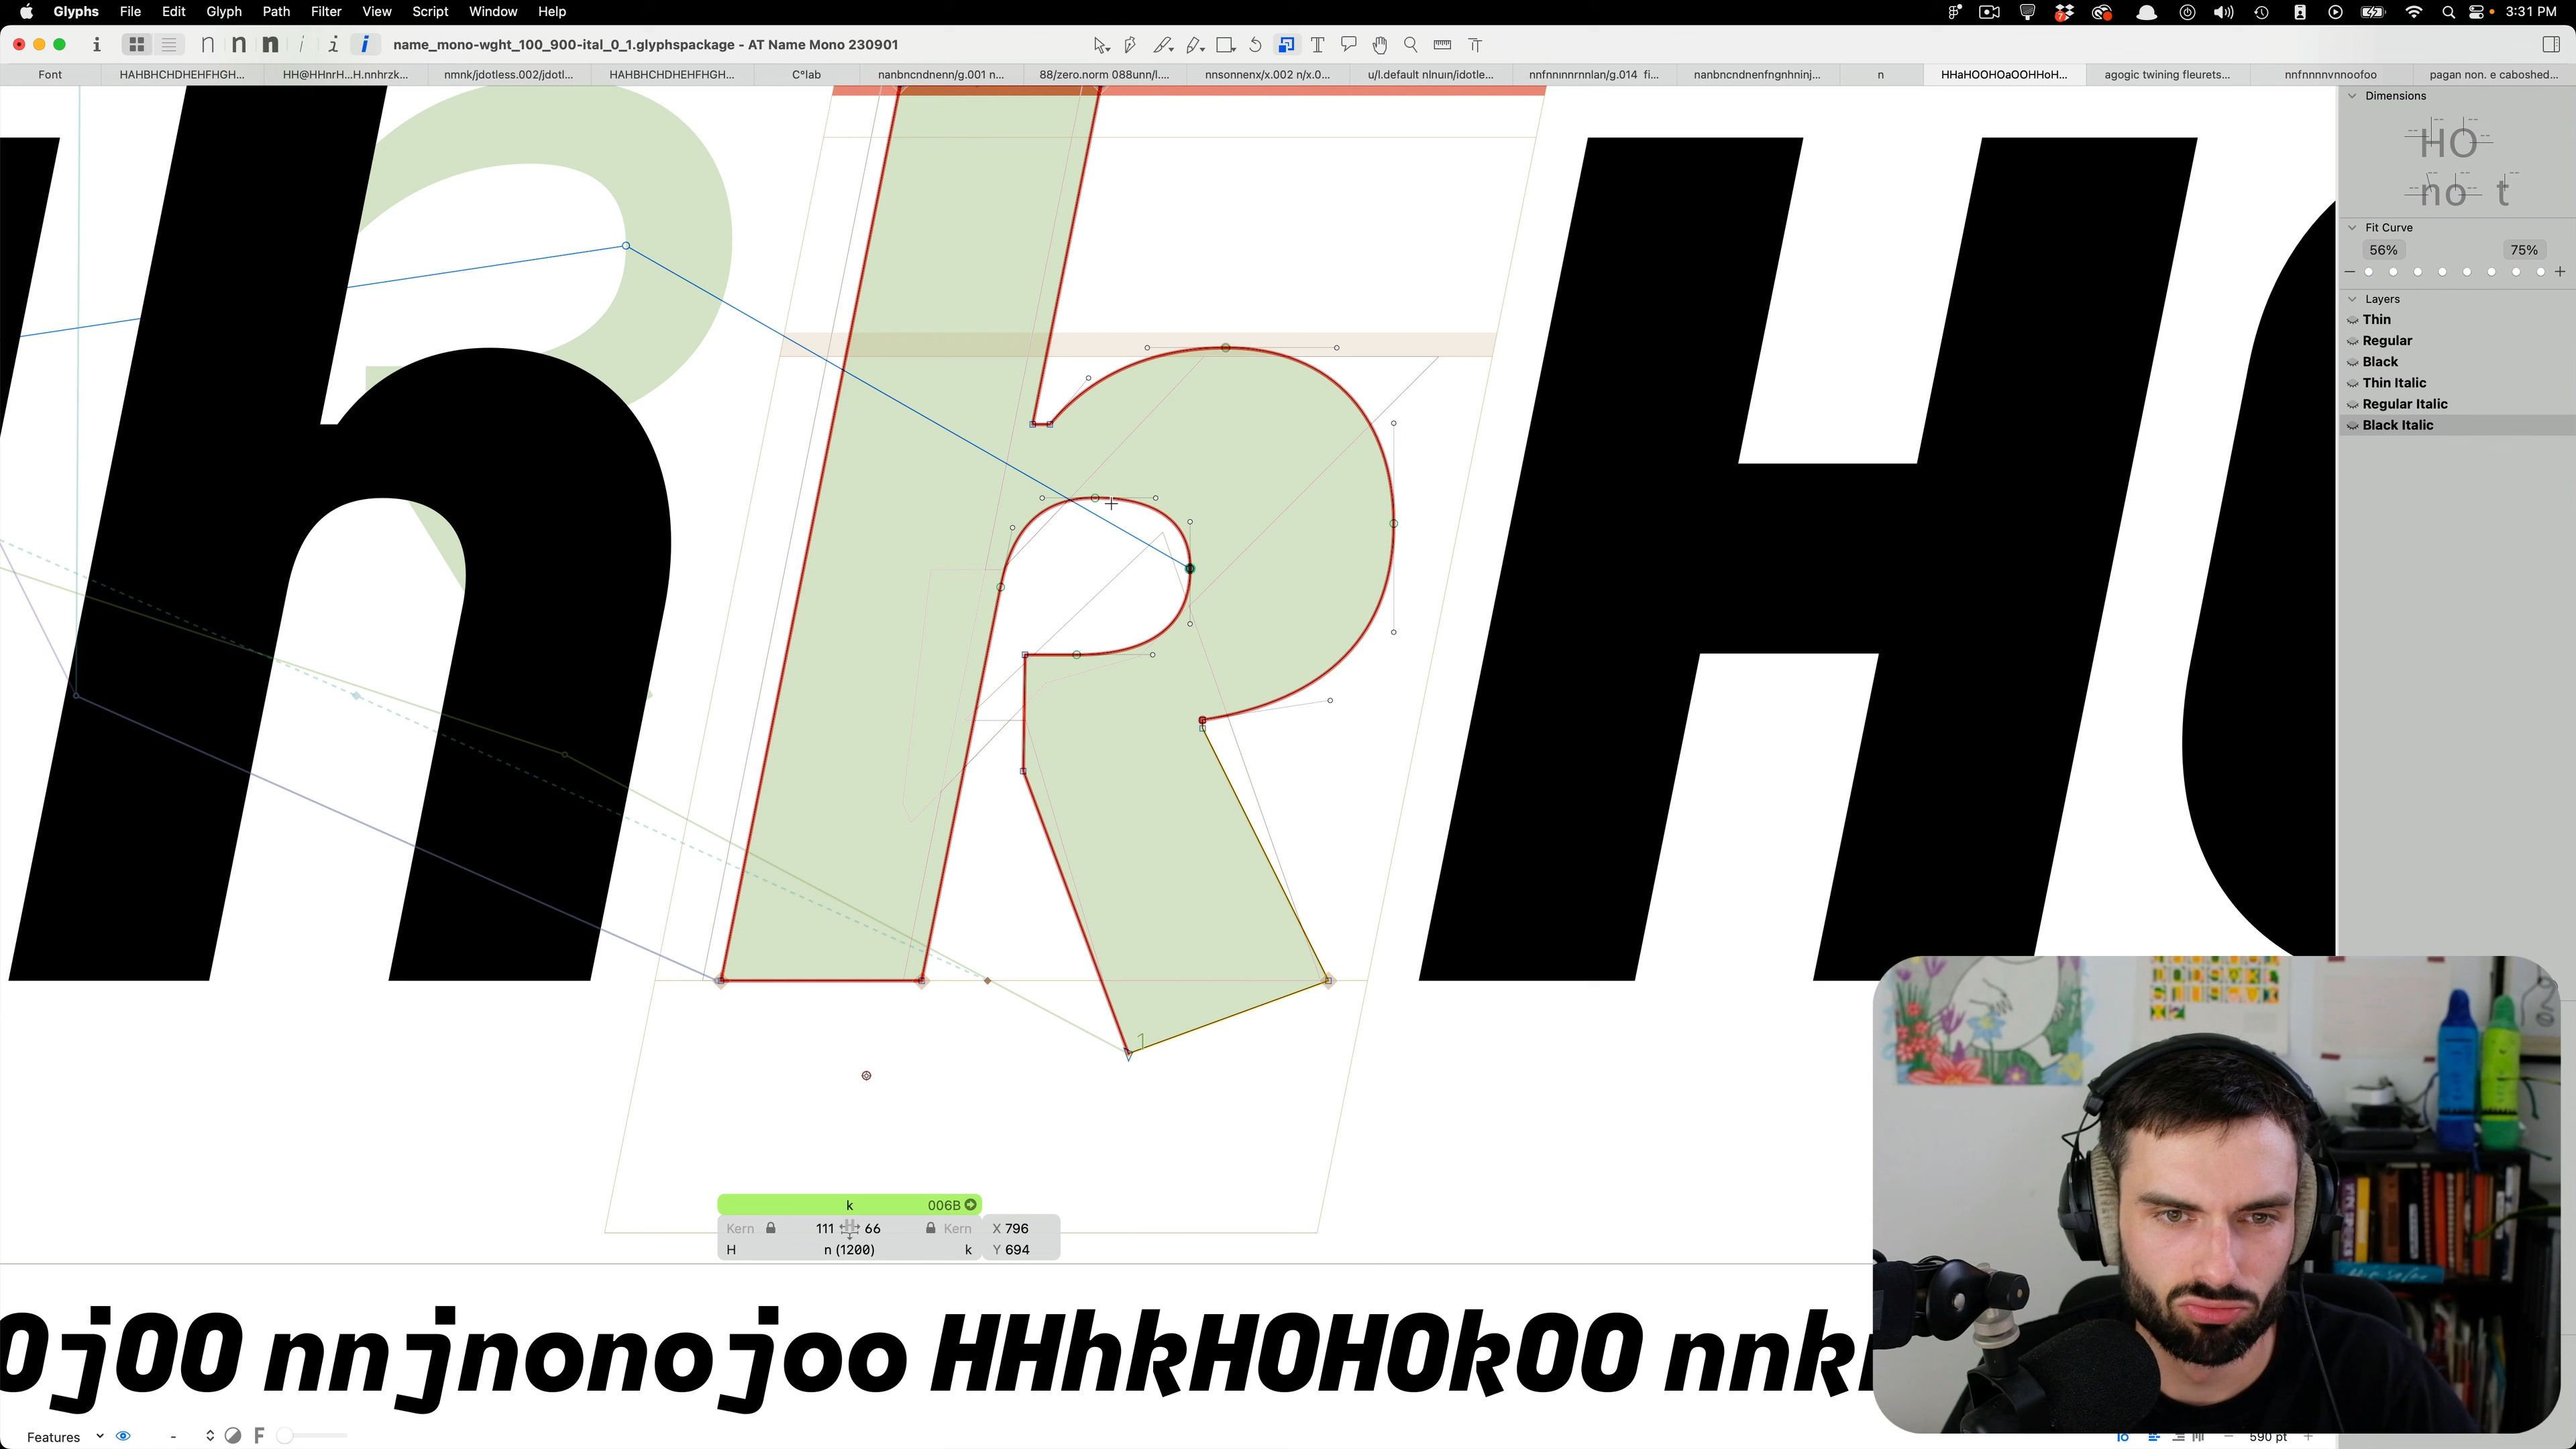 Glyphs File Edit Glyph Path Filter View Script Window Help 3:31 PM
name_mono-wght_100_900-ital_0_1.glyphspackage - AT Name Mono 230901
Font HAHBHCHDHEHFHGH... HH@HHnrH...H.nnhrzk... nmnk/jdotless.002/jdotl... HAHBHCHDHEHFHGH... C°lab nanbncndnenn/g.001 n... 88/zero.norm 088unn/l.... nnsonnenx/x.002 n/x.0... u/l.default nlnuın/idotle... nnfnnınnrnnlan/g.014 fi... nanbncndnenfngnhninj... n HHaHOOHOaOOHHoH... agogic twining fleurets... nnfnnnnvnnoofoo pagan non. e caboshed...
Dimensions
HO
no t
Fit Curve
56% 75%
Layers
Thin
Regular
Black
Thin Italic
Regular Italic
Black Italic
h k H
1
k 006B
Kern 111 66 Kern X 796
H n (1200) k Y 694
OjOO nnjnonojoo HHhkHOHOkOO nnk
Features - F 590 pt